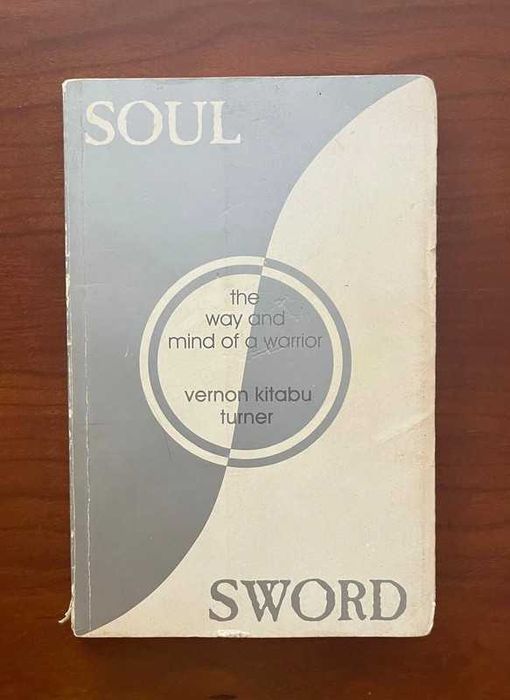 SOUL
the
way and
mind of a warrior
vernon kitabu
turner
SWORD